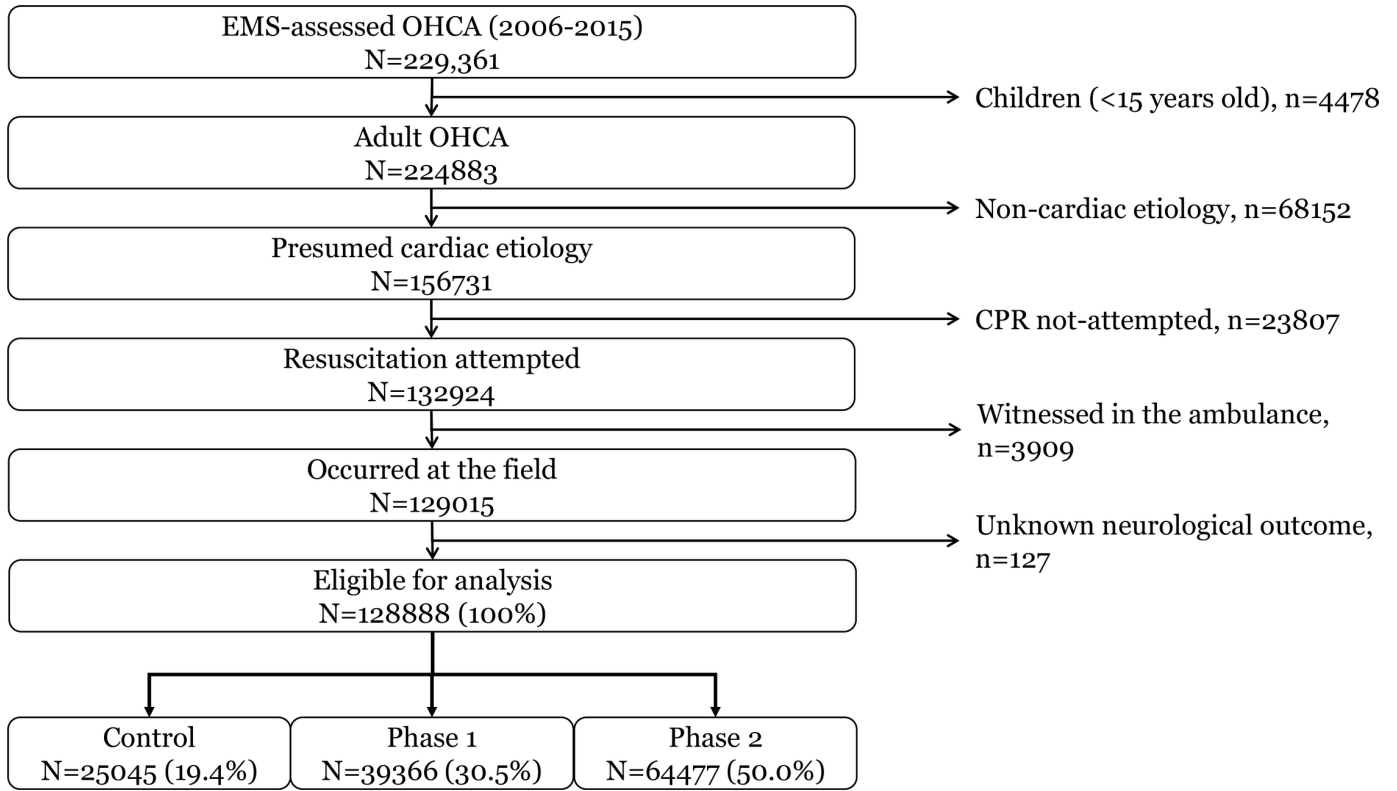 EMS-assessed OHCA (2006-2015)
N=229,361
Children (<15 years old), n=4478
Adult OHCA
N=224883
Non-cardiac etiology, n=68152
Presumed cardiac etiology
N=156731
CPR not-attempted, n=23807
Resuscitation attempted
N=132924
Witnessed in the ambulance,
n=3909
Occurred at the field
N=129015
Unknown neurological outcome,
n=127
Eligible for analysis
N=128888 (100%)
Control
N=25045 (19.4%)
Phase 1
N=39366 (30.5%)
Phase 2
N=64477 (50.0%)